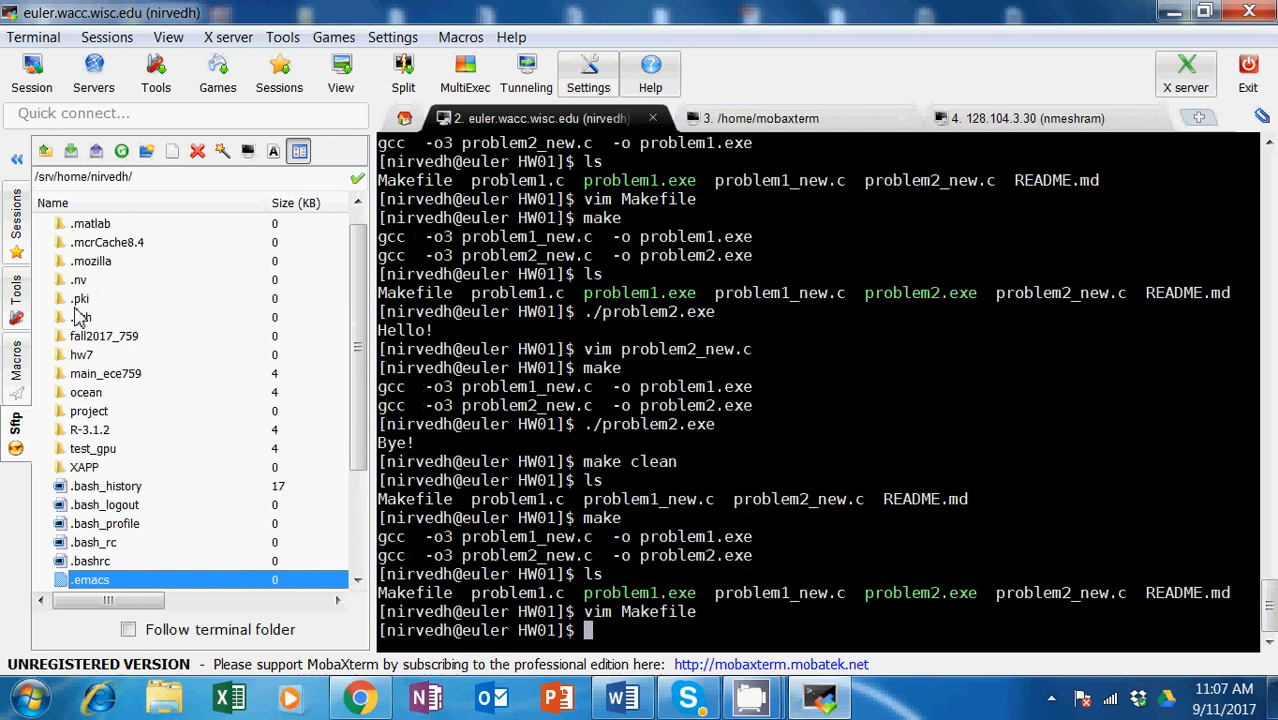 euler.wacc.wisc.edu (nirvedh)
Terminal Sessions View X server Tools Games Settings Macros Help
Session Servers Tools Games Sessions View Split MultiExec Tunneling Settings Help X server Exit
Quick connect...
2. euler.wacc.wisc.edu (nirvedh) 3. /home/mobaxterm 4. 128.104.3.30 (nmeshram)
/srv/home/nirvedh/
Name Size (KB)
.matlab 0
.mcrCache8.4 0
.mozilla 0
.nv 0
.pki 0
0
fall2017_759 0
hw7 0
main_ece759 4
ocean 4
project 0
R-3.1.2 4
test_gpu 4
XAPP 0
.bash_history 17
.bash_logout 0
.bash_profile 0
.bash_rc 0
.bashrc 0
.emacs 0
Follow terminal folder
Sessions
Tools
Macros
Sftp
gcc -o3 problem2_new.c -o problem1.exe
[nirvedh@euler HW01]$ ls
Makefile problem1.c problem1.exe problem1_new.c problem2_new.c README.md
[nirvedh@euler HW01]$ vim Makefile
[nirvedh@euler HW01]$ make
gcc -o3 problem1_new.c -o problem1.exe
gcc -o3 problem2_new.c -o problem2.exe
[nirvedh@euler HW01]$ ls
Makefile problem1.c problem1.exe problem1_new.c problem2.exe problem2_new.c README.md
[nirvedh@euler HW01]$ ./problem2.exe
Hello!
[nirvedh@euler HW01]$ vim problem2_new.c
[nirvedh@euler HW01]$ make
gcc -o3 problem1_new.c -o problem1.exe
gcc -o3 problem2_new.c -o problem2.exe
[nirvedh@euler HW01]$ ./problem2.exe
Bye!
[nirvedh@euler HW01]$ make clean
[nirvedh@euler HW01]$ ls
Makefile problem1.c problem1_new.c problem2_new.c README.md
[nirvedh@euler HW01]$ make
gcc -o3 problem1_new.c -o problem1.exe
gcc -o3 problem2_new.c -o problem2.exe
[nirvedh@euler HW01]$ ls
Makefile problem1.c problem1.exe problem1_new.c problem2.exe problem2_new.c README.md
[nirvedh@euler HW01]$ vim Makefile
[nirvedh@euler HW01]$
UNREGISTERED VERSION - Please support MobaXterm by subscribing to the professional edition here: http://mobaxterm.mobatek.net
11:07 AM
9/11/2017